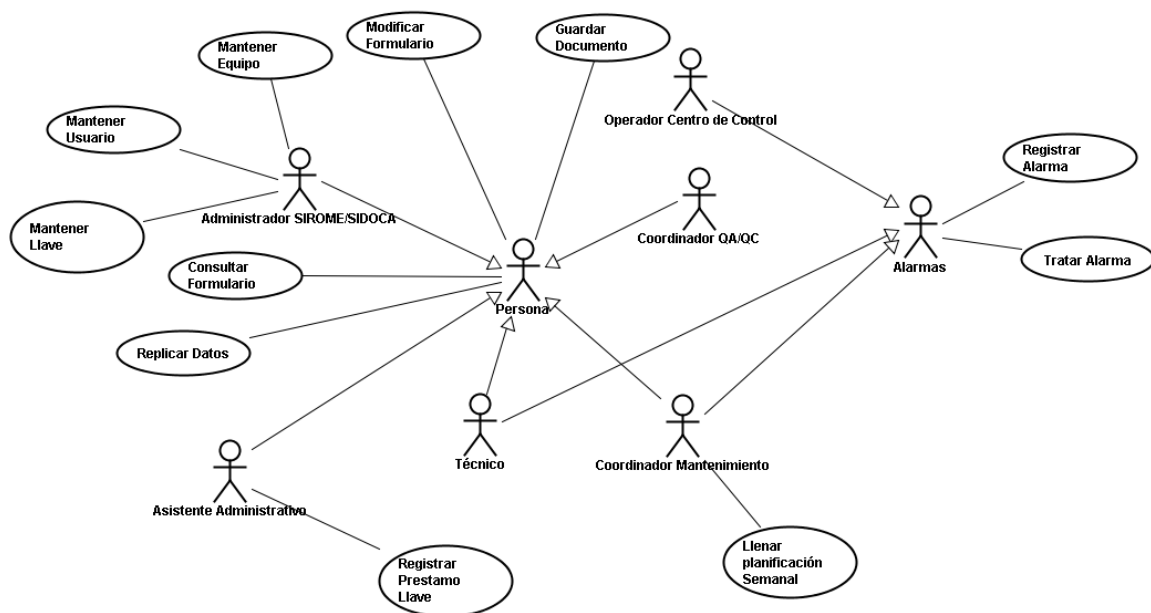 Modificar
Formulario
Guardar
Documento
Mantener
Equipo
Operador Centro de Control
Mantener
Usuario
Registrar
Alarma
Administrador SIROME/SIDOCA
Mantener
Llave
Coordinador QA/QC
Alarmas
Tratar Alarma
Consultar
Formulario
Persona
Replicar Datos
Técnico
Coordinador Mantenimiento
Asistente Administrativo
Registrar
Prestamo
Llave
Llenar
planificación
Semanal